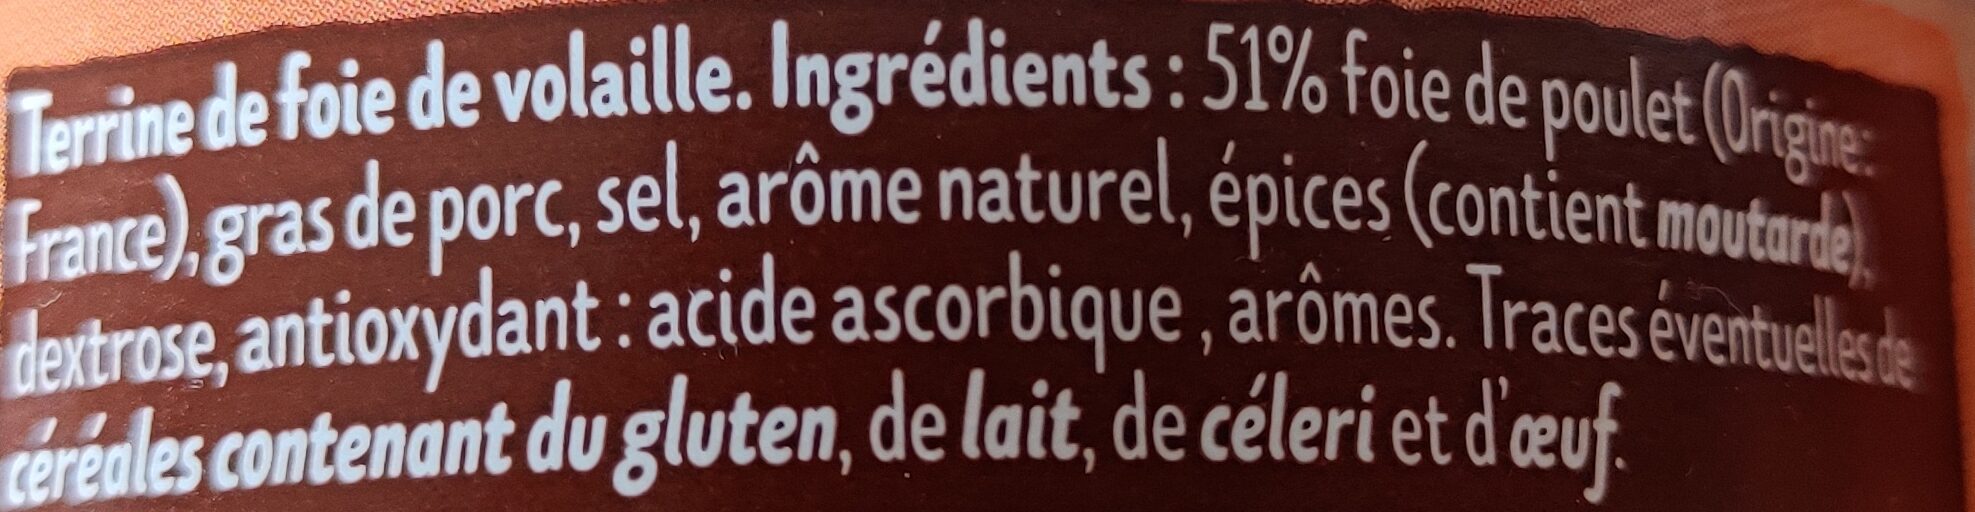 Terrine de foie de volaille. Ingrédients : 51% foie de poulet (Origine:
France), gras de porc, sel, arôme naturel, épices (contient moutarde),
dextrose, antioxydant : acide ascorbique , arômes. Traces éventuelles de
céréales contenant du gluten, de lait, de céleri et d'œuf.